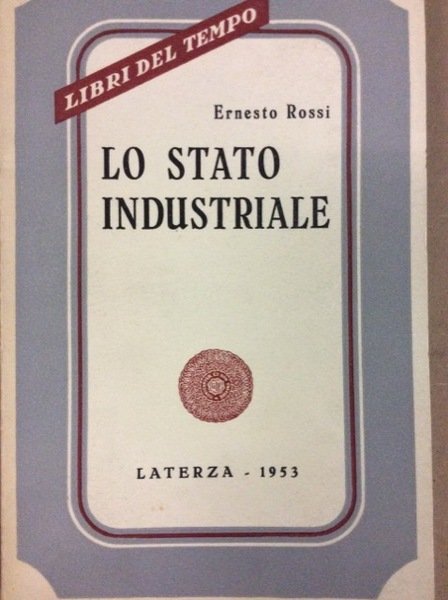 LIBRI DEL TEMPO
Ernesto Rossi
LO STATO
INDUSTRIALE
LATERZA - 1953